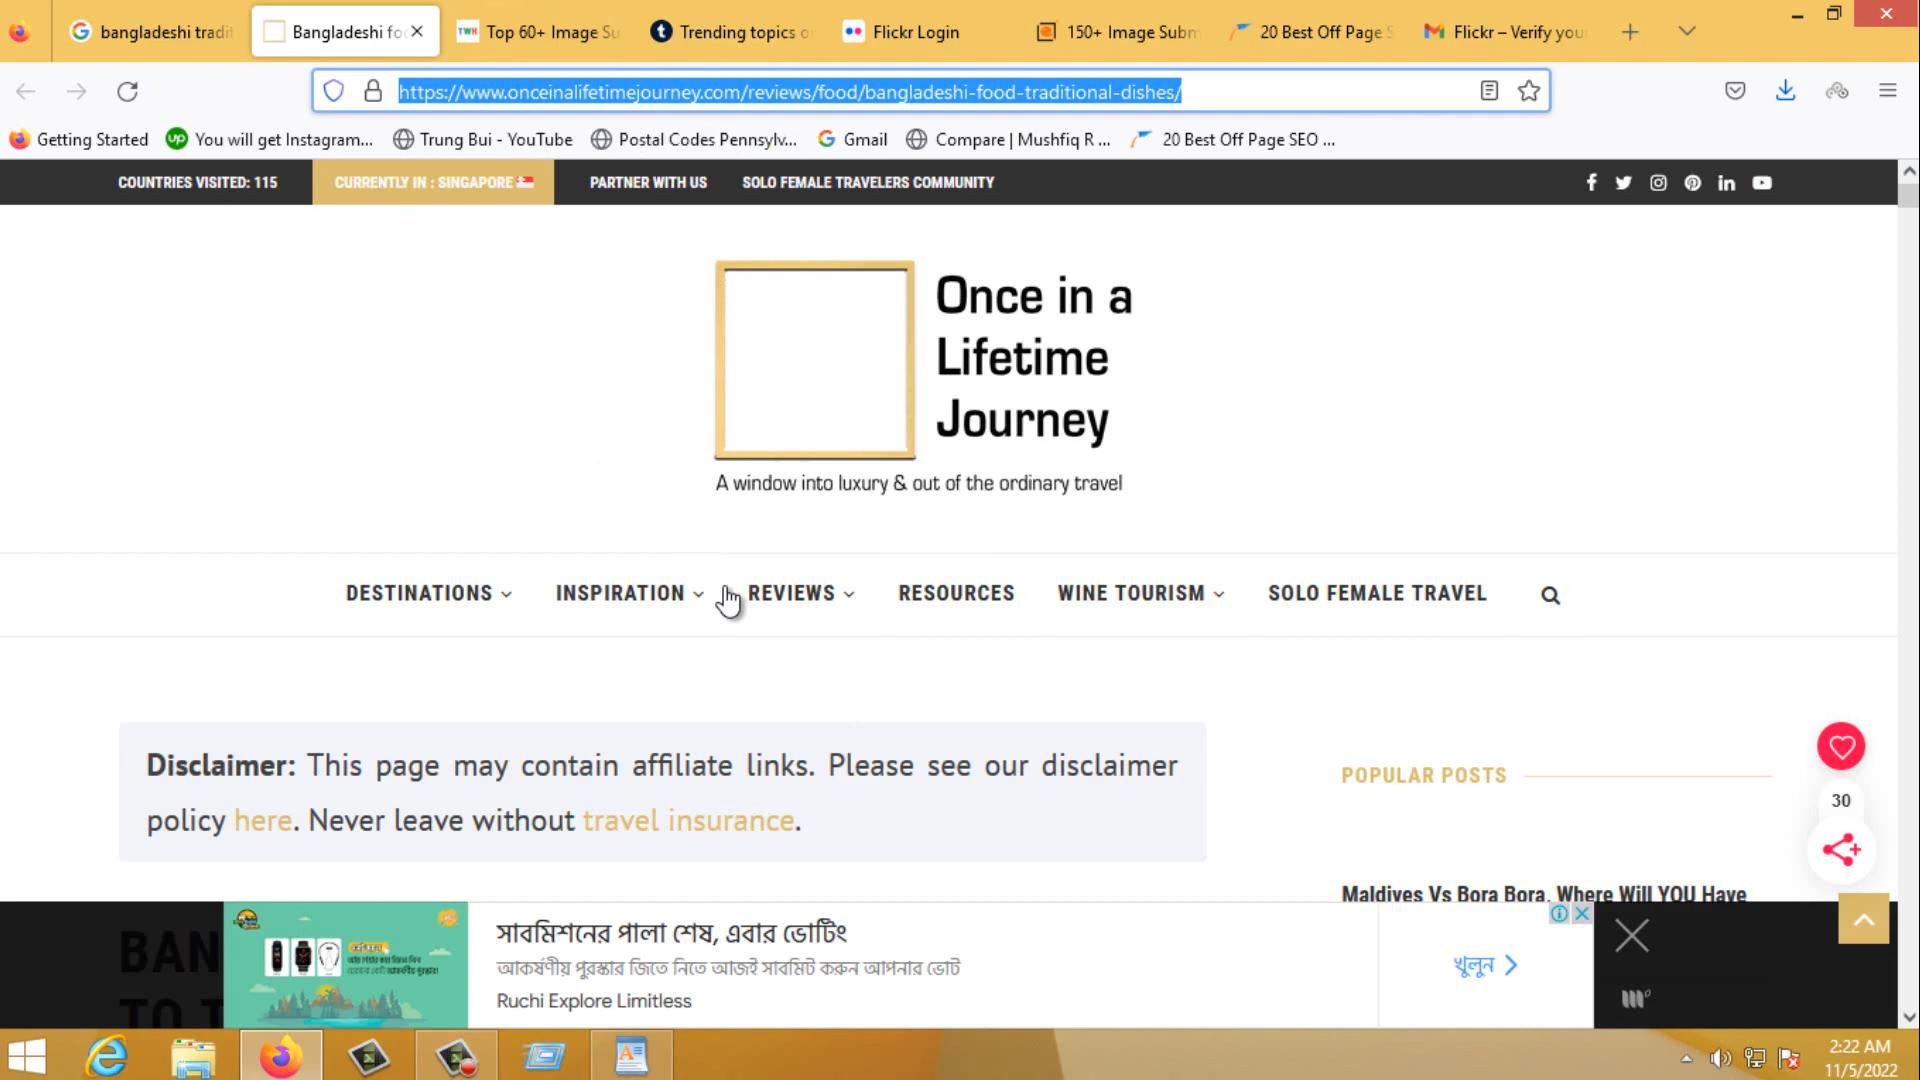 bangladeshi tradit
Bangladeshi fo
TWH Top 60+ Image Su
Trending topics o
Flickr Login
150+ Image Subm
20 Best Off Page S
Flickr – Verify you
https://www.onceinalifetimejourney.com/reviews/food/bangladeshi-food-traditional-dishes/
Getting Started
up You will get Instagram...
Trung Bui - YouTube
Postal Codes Pennsylv...
Gmail
Compare | Mushfiq R ...
20 Best Off Page SEO ...
COUNTRIES VISITED: 115
CURRENTLY IN : SINGAPORE
PARTNER WITH US
SOLO FEMALE TRAVELERS COMMUNITY
Once in a
Lifetime
Journey
A window into luxury & out of the ordinary travel
DESTINATIONS
INSPIRATION
REVIEWS
RESOURCES
WINE TOURISM
SOLO FEMALE TRAVEL
Disclaimer: This page may contain affiliate links. Please see our disclaimer
policy here. Never leave without travel insurance.
POPULAR POSTS
30
Maldives Vs Bora Bora, Where Will YOU Have
BAN
TO T
সাবমিশনের পালা শেষ, এবার ভোটিং
আকর্ষণীয় পুরস্কার জিতে নিতে আজই সাবমিট করুন আপনার ভোট
Ruchi Explore Limitless
খুলুন
2:22 AM
11/5/2022